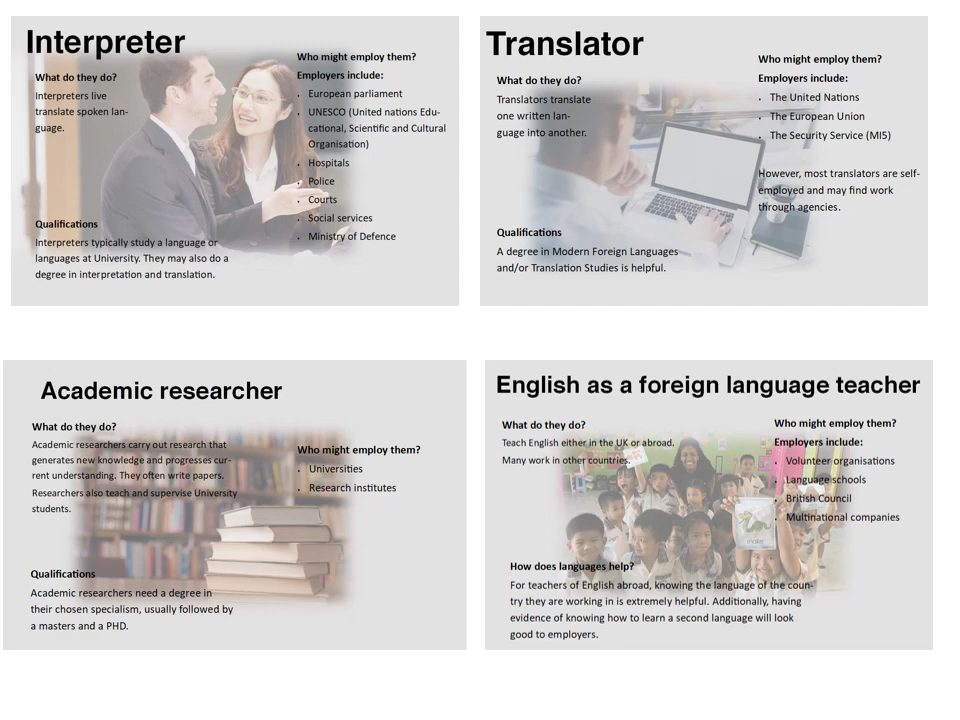 Interpreter
What do they do?
Interpreters live
translate spoken lan-
guage.
Who might employ them?
Employers include:
• European parliament
• UNESCO (United nations Edu-
cational, Scientific and Cultural
Organisation)
• Hospitals
• Police
• Courts
• Social services
• Ministry of Defence
Qualifications
Interpreters typically study a language or
languages at University. They may also do a
degree in interpretation and translation.
Translator
What do they do?
Translators translate
one written lan-
guage into another.
Who might employ them?
Employers include:
• The United Nations
• The European Union
• The Security Service (MI5)
However, most translators are self-
employed and may find work
through agencies.
Qualifications
A degree in Modern Foreign Languages
and/or Translation Studies is helpful.
Academic researcher
What do they do?
Academic researchers carry out research that
generates new knowledge and progresses cur-
rent understanding. They often write papers.
Researchers also teach and supervise University
students.
Who might employ them?
• Universities
• Research institutes
Qualifications
Academic researchers need a degree in
their chosen specialism, usually followed by
a masters and a PHD.
English as a foreign language teacher
What do they do?
Teach English either in the UK or abroad.
Many work in other countries.
Who might employ them?
Employers include:
• Volunteer organisations
• Language schools
• British Council
• Multinational companies
How does languages help?
For teachers of English abroad, knowing the language of the coun-
try they are working in is extremely helpful. Additionally, having
evidence of knowing how to learn a second language will look
good to employers.